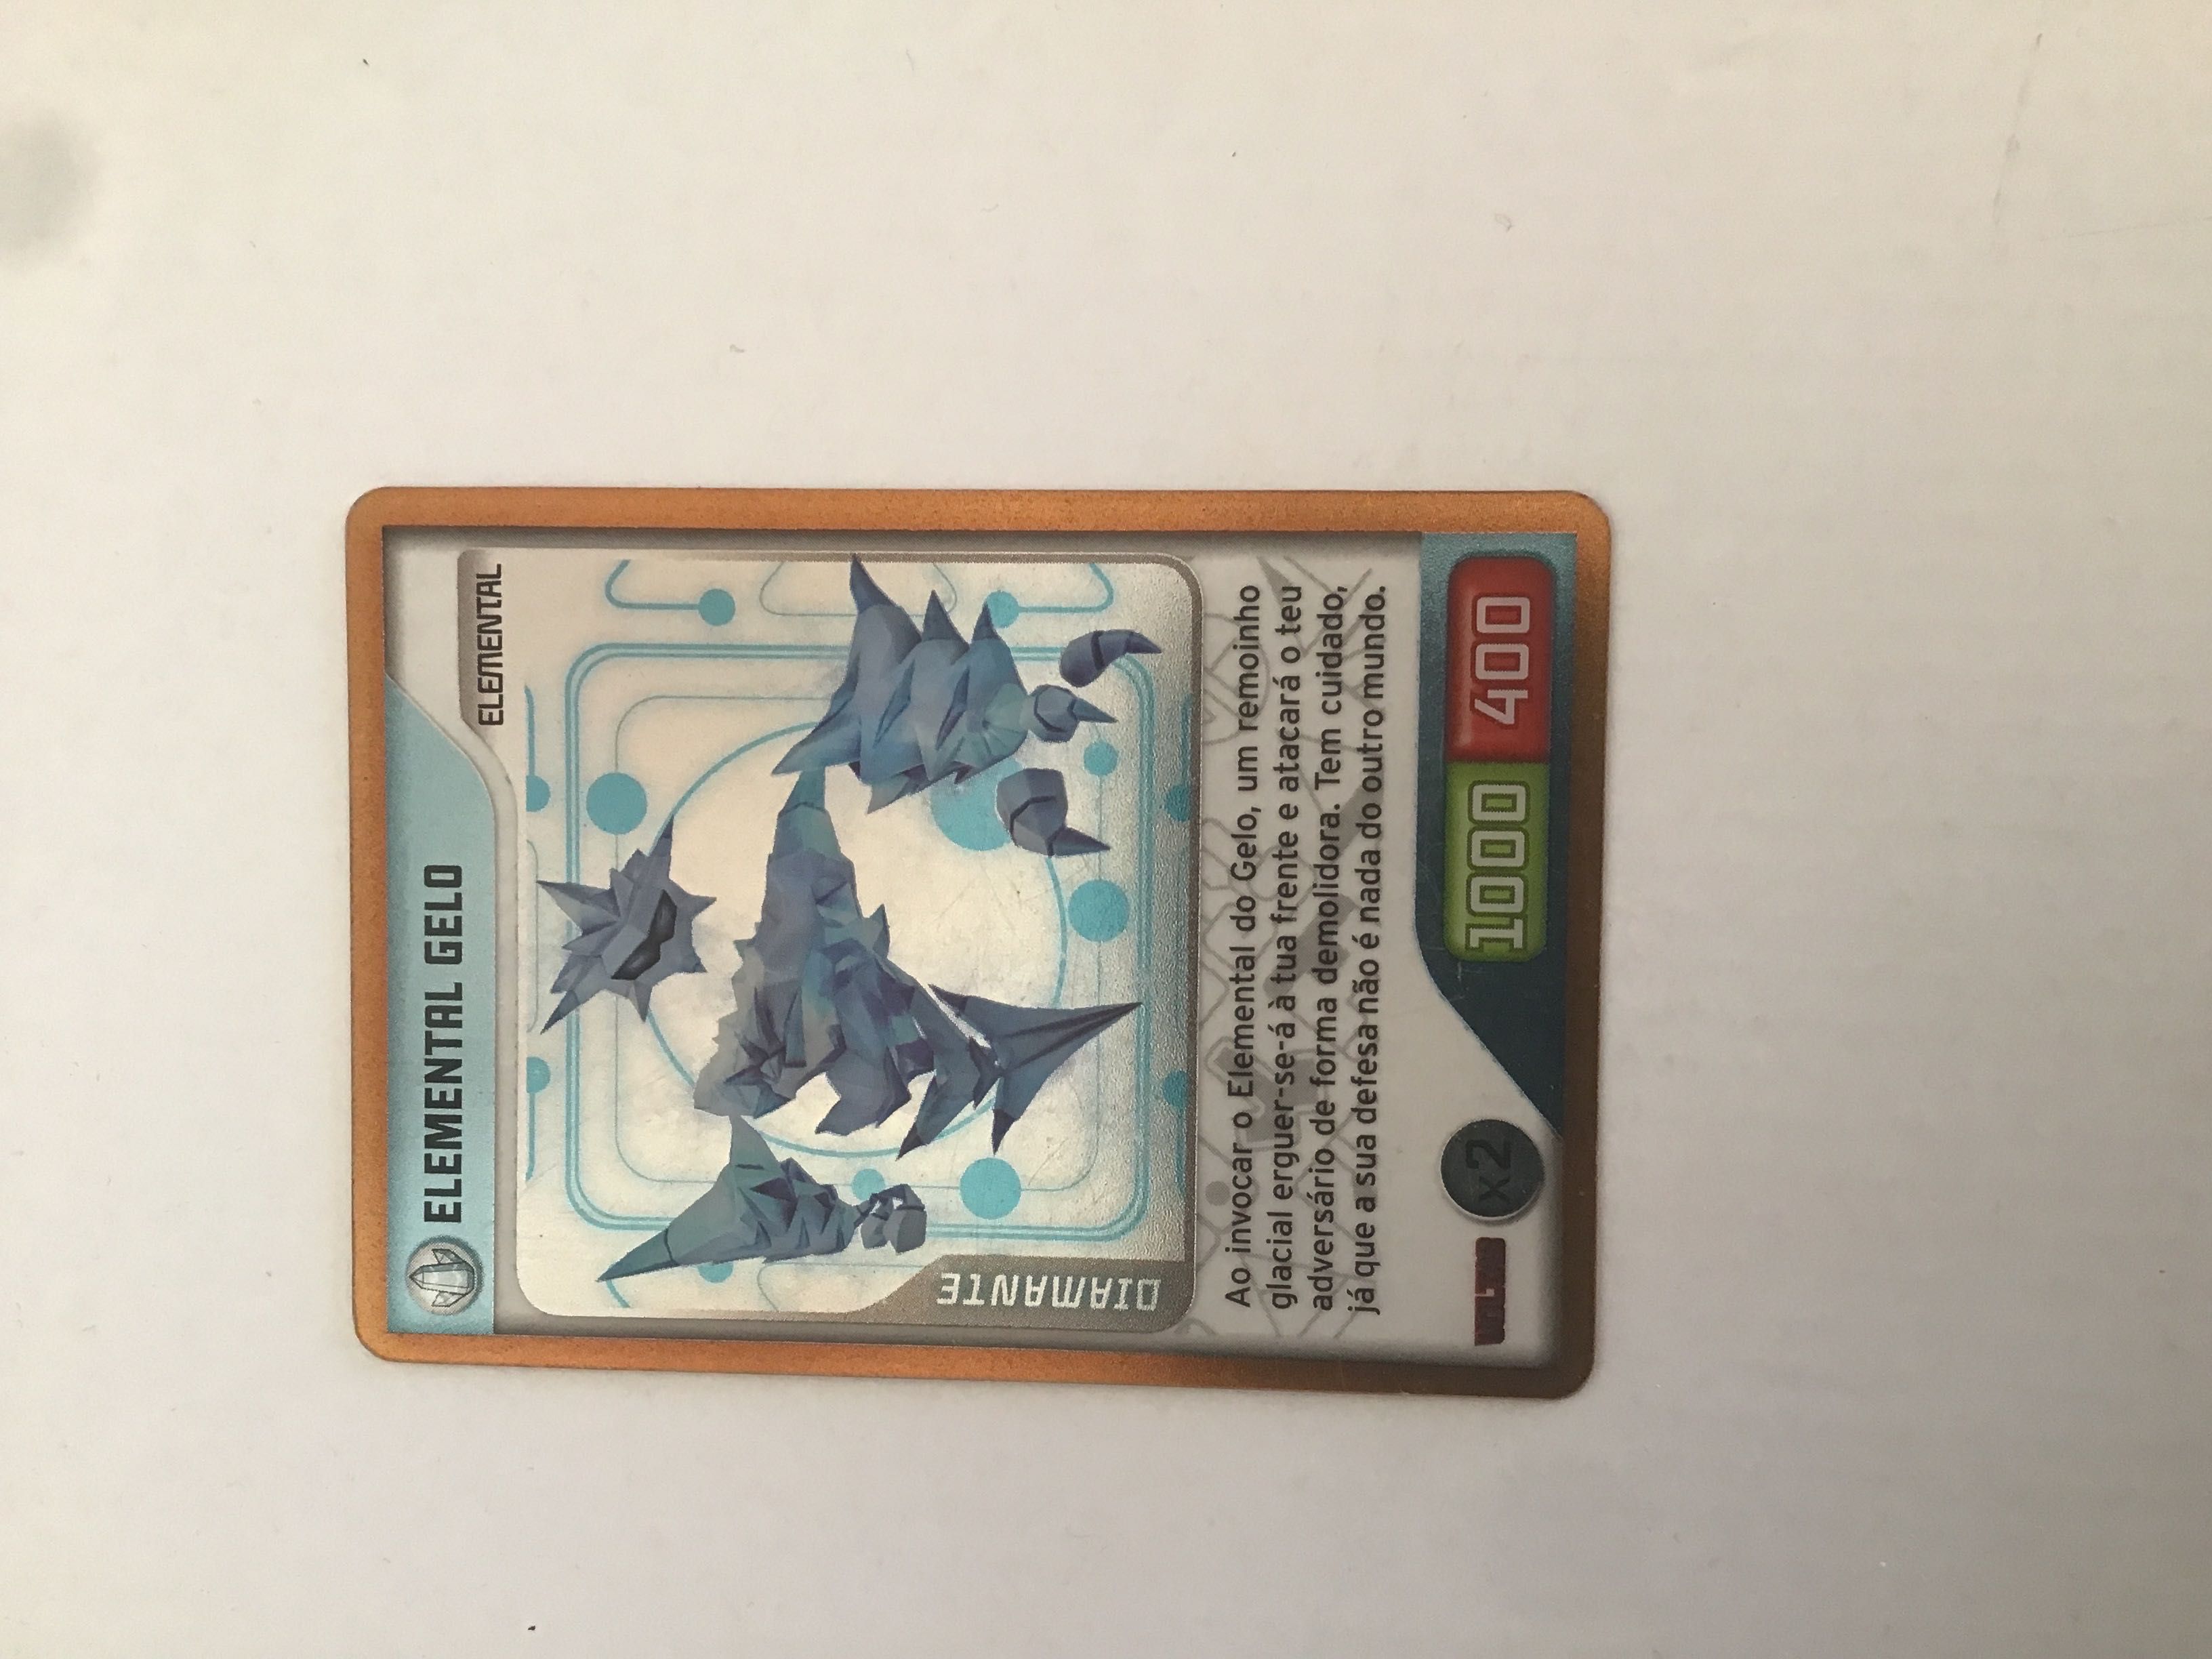 ELEMENTAL GELO
ELEMENTAL
DIAMANTE
Ao invocar o Elemental do Gelo, um remoinho
glacial erguer-se-á à tua frente e atacará o teu
adversário de forma demolidora. Tem cuidado,
já que a sua defesa não é nada do outro mundo.
x2
1000
400